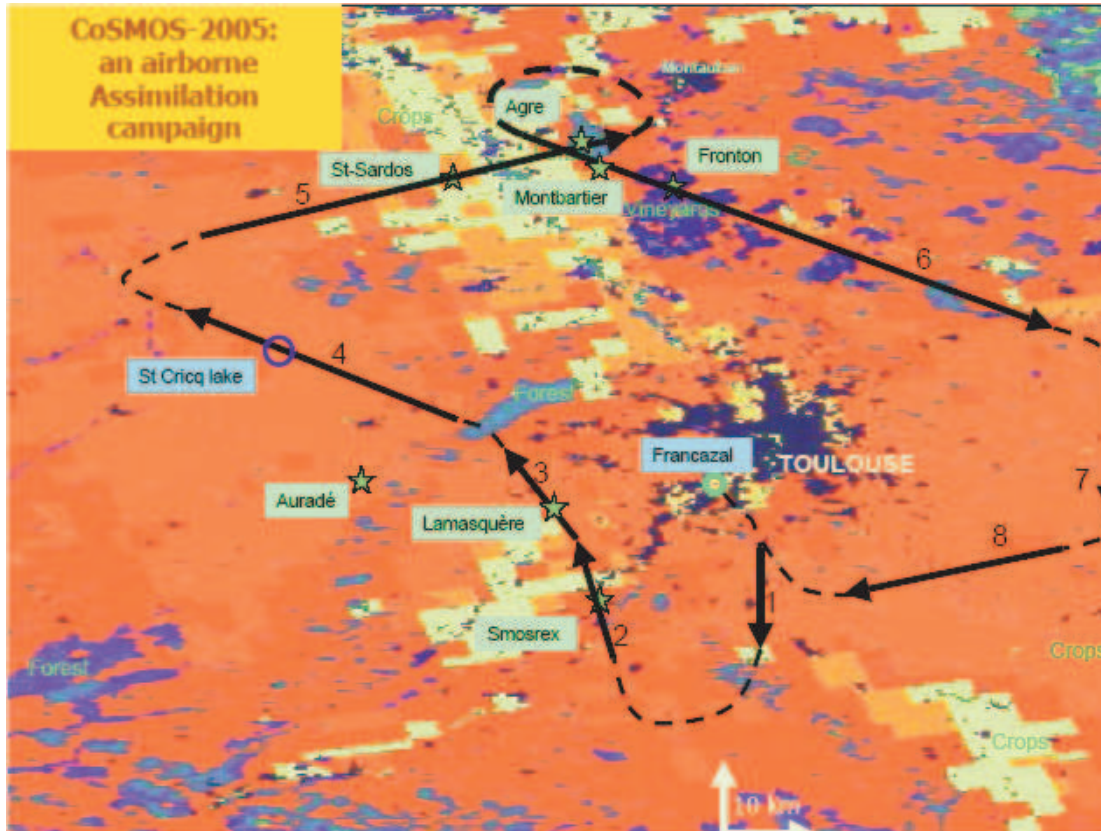 CoSMOS-2005:
an airborne
Assimilation
campaign
Montauban
Agre
Crops
St-Sardos
Fronton
5
Montbartier
Vineyards
6
St Cricq lake
4
Forest
Francazal
TOULOUSE
3
7
Auradé
Lamasquère
8
1
Smosrex
2
Forest
Crops
Crops
10 km